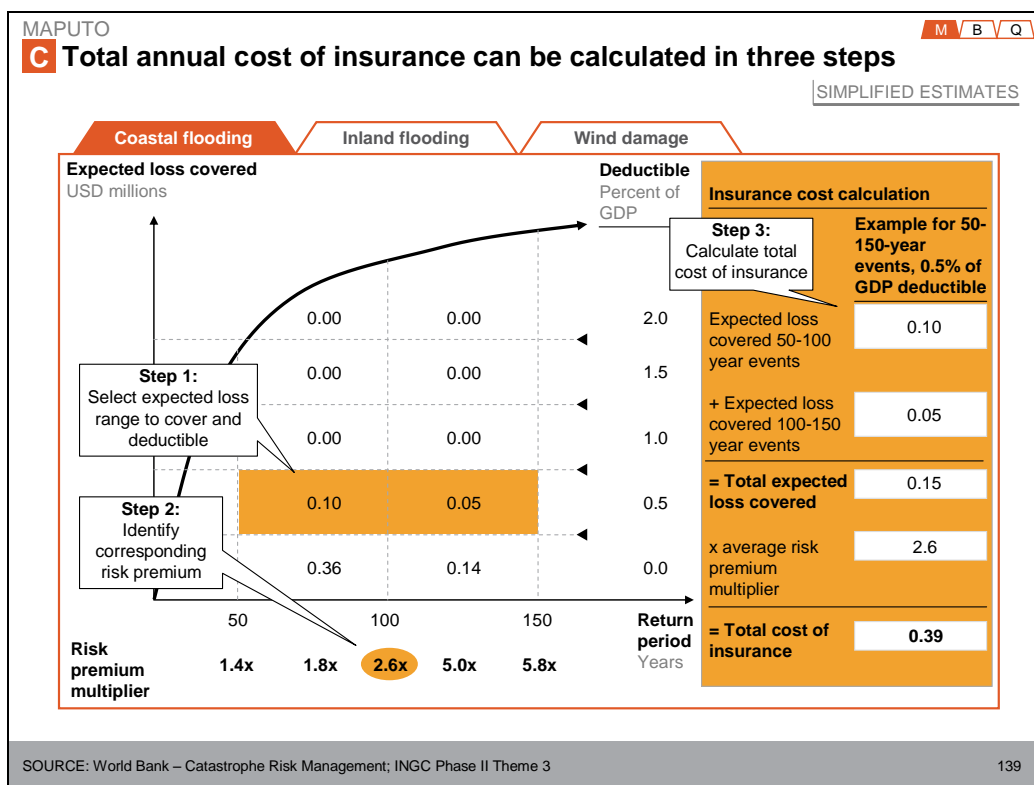 MAPUTO
M B Q
C Total annual cost of insurance can be calculated in three steps
SIMPLIFIED ESTIMATES
Coastal flooding
Inland flooding
Wind damage
Expected loss covered
USD millions
Deductible
Percent of
GDP
0.00 0.00 2.0
0.00 0.00 1.5
0.00 0.00 1.0
0.10 0.05 0.5
0.36 0.14 0.0
Step 1:
Select expected loss
range to cover and
deductible
Step 2:
Identify
corresponding
risk premium
50 100 150
Return
period
Years
Risk
premium
multiplier
1.4x 1.8x 2.6x 5.0x 5.8x
Insurance cost calculation
Step 3:
Calculate total
cost of insurance
Example for 50-
150-year
events, 0.5% of
GDP deductible
Expected loss
covered 50-100
year events
0.10
+ Expected loss
covered 100-150
year events
0.05
= Total expected
loss covered
0.15
x average risk
premium
multiplier
2.6
= Total cost of
insurance
0.39
SOURCE: World Bank – Catastrophe Risk Management; INGC Phase II Theme 3
139